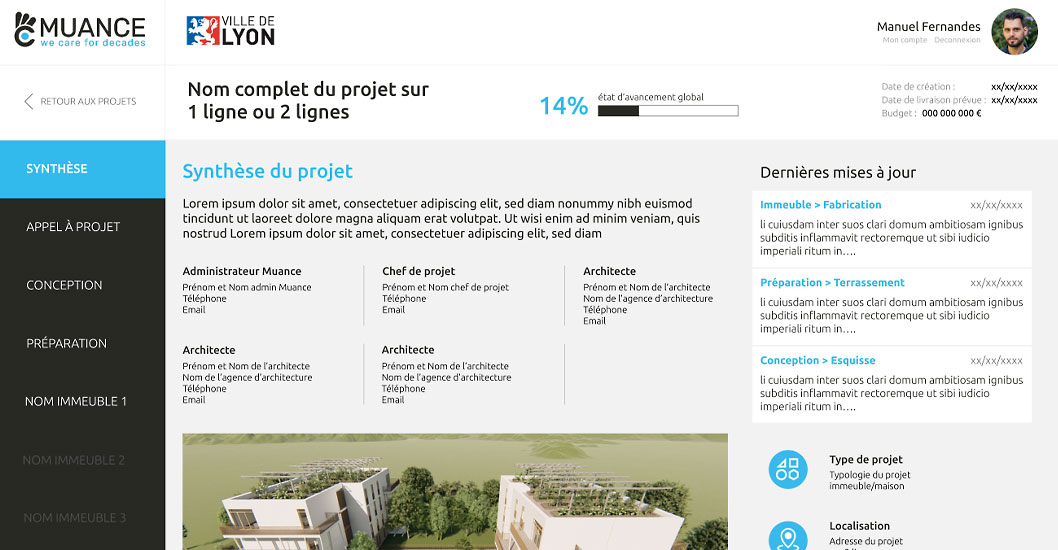 MUANCE
we care for decades
VILLE DE
LYON
Manuel Fernandes
Mon compte Deconnexion
RETOUR AUX PROJETS
Nom complet du projet sur
1 ligne ou 2 lignes
14%
état d'avancement global
Date de création : xx/xx/xxxx
Date de livraison prévue : xx/xx/xxxx
Budget : 000 000 000 €
SYNTHÈSE
APPEL À PROJET
CONCEPTION
PRÉPARATION
NOM IMMEUBLE 1
NOM IMMEUBLE 2
NOM IMMEUBLE 3
Synthèse du projet
Lorem ipsum dolor sit amet, consectetuer adipiscing elit, sed diam nonummy nibh euismod
tincidunt ut laoreet dolore magna aliquam erat volutpat. Ut wisi enim ad minim veniam, quis
nostrud Lorem ipsum dolor sit amet, consectetuer adipiscing elit, sed diam
Administrateur Muance
Prénom et Nom admin Muance
Téléphone
Email
Chef de projet
Prénom et Nom chef de projet
Téléphone
Email
Architecte
Prénom et Nom de l'architecte
Nom de l'agence d'architecture
Téléphone
Email
Architecte
Prénom et Nom de l'architecte
Nom de l'agence d'architecture
Téléphone
Email
Architecte
Prénom et Nom de l'architecte
Nom de l'agence d'architecture
Téléphone
Email
Dernières mises à jour
Immeuble > Fabrication xx/xx/xxxx
li cuiusdam inter suos clari domum ambitiosam ignibus
subditis inflammavit rectoremque ut sibi iudicio
imperiali ritum in....
Préparation > Terrassement xx/xx/xxxx
li cuiusdam inter suos clari domum ambitiosam ignibus
subditis inflammavit rectoremque ut sibi iudicio
imperiali ritum in....
Conception > Esquisse xx/xx/xxxx
li cuiusdam inter suos clari domum ambitiosam ignibus
subditis inflammavit rectoremque ut sibi iudicio
imperiali ritum in....
Type de projet
Typologie du projet
immeuble/maison
Localisation
Adresse du projet